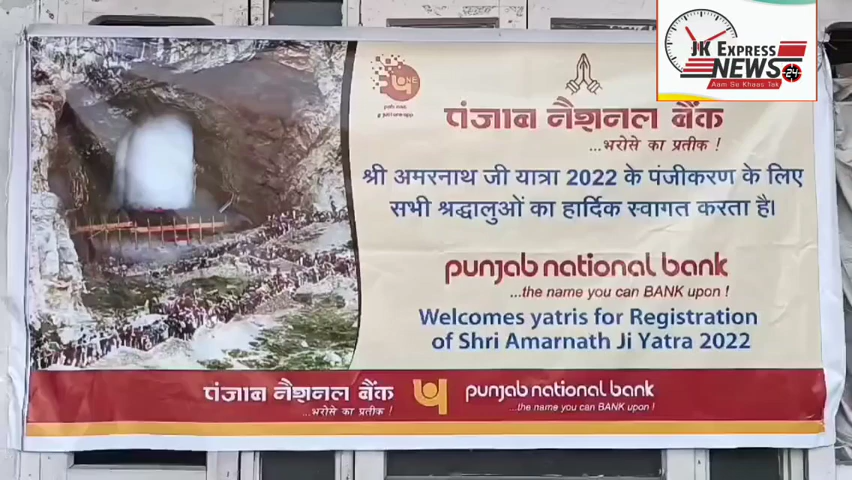 JK EXPRESS
NEWS 24
Aam Se Khaas Tak
ONE
पंजाब नैशनल बैंक
...भरोसे का प्रतीक !
श्री अमरनाथ जी यात्रा 2022 के पंजीकरण के लिए
सभी श्रद्धालुओं का हार्दिक स्वागत करता है।
punjab national bank
...the name you can BANK upon !
Welcomes yatris for Registration
of Shri Amarnath Ji Yatra 2022
पंजाब नैशनल बैंक
...भरोसे का प्रतीक !
punjab national bank
...the name you can BANK upon !